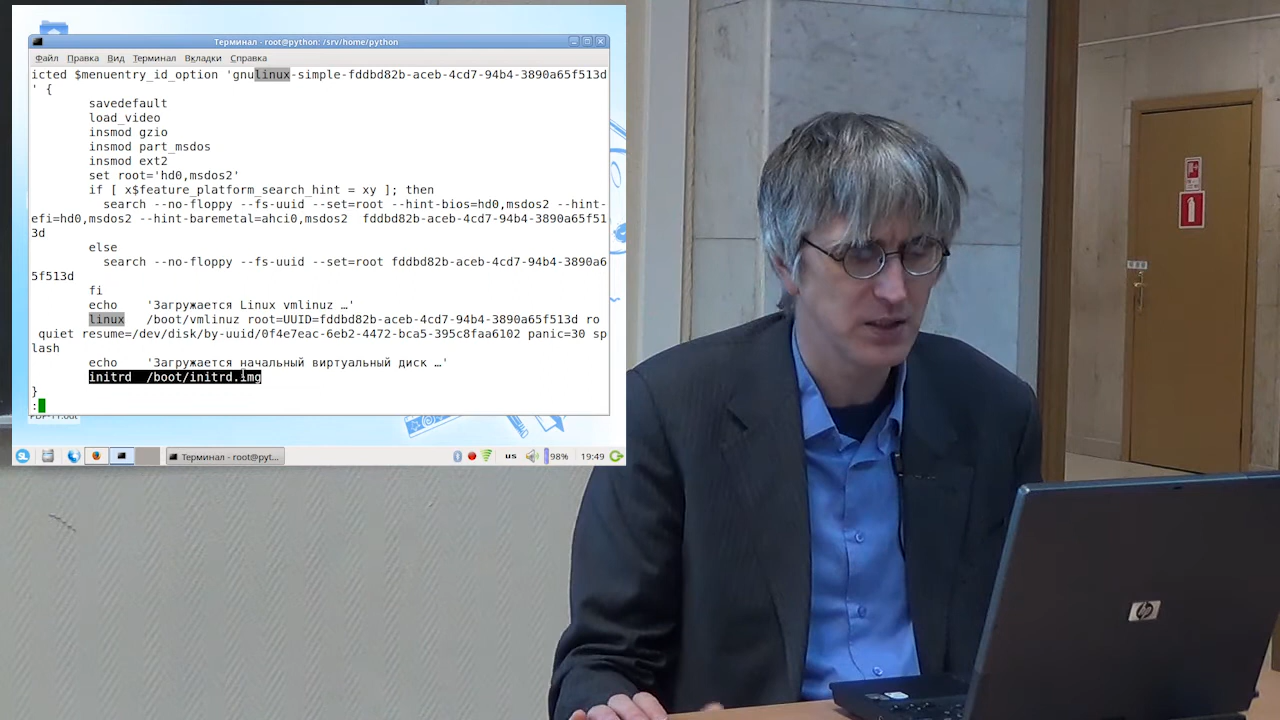 Терминал - root@python: /srv/home/python
Файл Правка Вид Терминал Вкладки Справка
icted $menuentry_id_option 'gnulinux-simple-fddbd82b-aceb-4cd7-94b4-3890a65f513d
' {
savedefault
load_video
insmod gzio
insmod part_msdos
insmod ext2
set root='hd0,msdos2'
if [ x$feature_platform_search_hint = xy ]; then
search --no-floppy --fs-uuid --set=root --hint-bios=hd0,msdos2 --hint-
efi=hd0,msdos2 --hint-baremetal=ahci0,msdos2  fddbd82b-aceb-4cd7-94b4-3890a65f51
3d
else
search --no-floppy --fs-uuid --set=root fddbd82b-aceb-4cd7-94b4-3890a6
5f513d
fi
echo    'Загружается Linux vmlinuz …'
linux   /boot/vmlinuz root=UUID=fddbd82b-aceb-4cd7-94b4-3890a65f513d ro
quiet resume=/dev/disk/by-uuid/0f4e7eac-6eb2-4472-bca5-395c8faa6102 panic=30 sp
lash
echo    'Загружается начальный виртуальный диск …'
initrd  /boot/initrd.img
}
:
SL
Терминал - root@pyt...
us
98%
19:49
hp